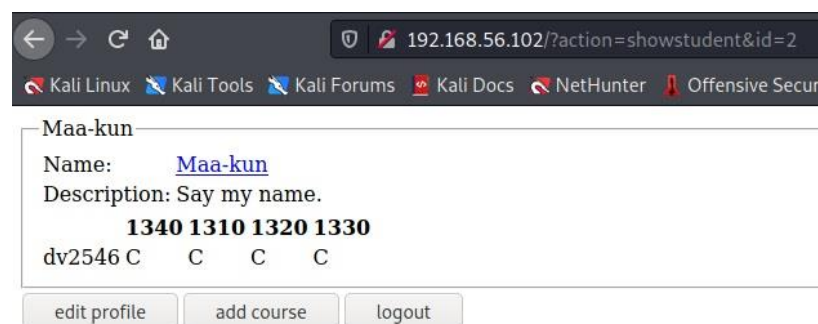 192.168.56.102/?action=showstudent&id=2
Kali Linux Kali Tools Kali Forums Kali Docs NetHunter Offensive Secur
Maa-kun
Name: Maa-kun
Description: Say my name.
1340 1310 1320 1330
dv2546 C C C C
edit profile add course logout